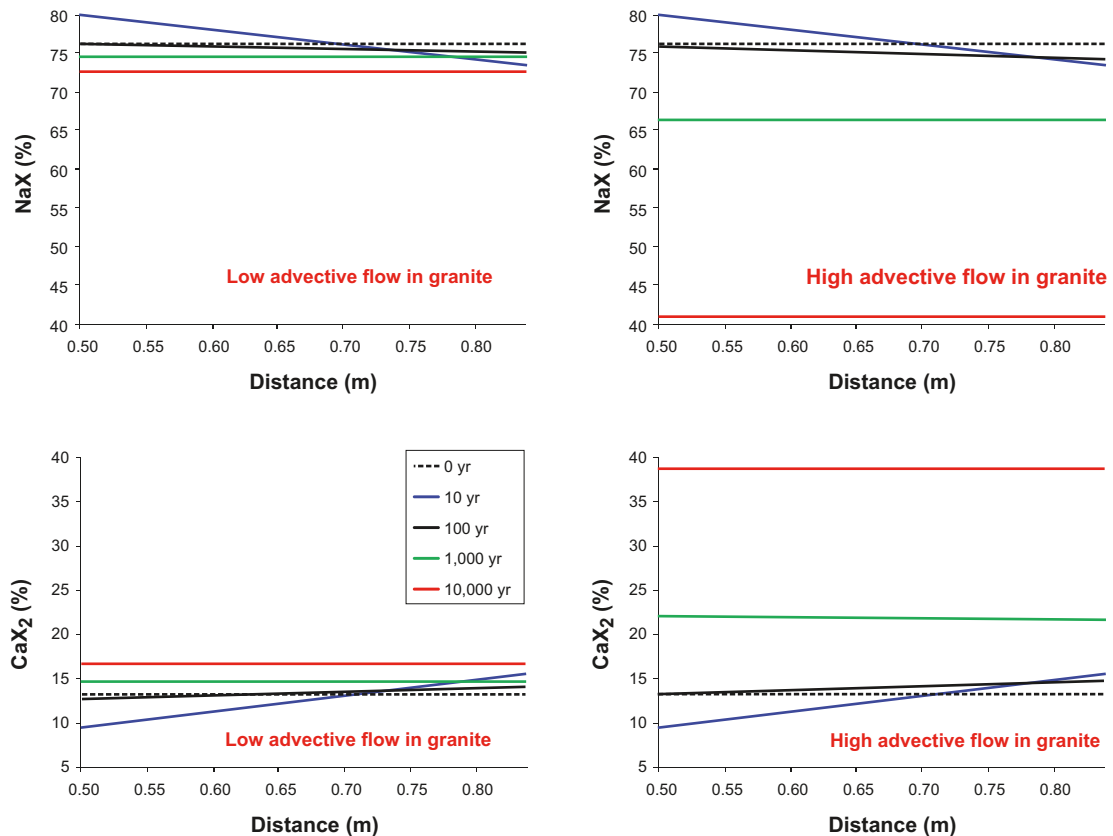 80
75
70
65
60
55
50
45
40
NaX (%)
Low advective flow in granite
0.50 0.55 0.60 0.65 0.70 0.75 0.80
Distance (m)
80
75
70
65
60
55
50
45
40
NaX (%)
High advective flow in granite
0.50 0.55 0.60 0.65 0.70 0.75 0.80
Distance (m)
40
35
30
25
20
15
10
5
CaX₂ (%)
0 yr
10 yr
100 yr
1,000 yr
10,000 yr
Low advective flow in granite
0.50 0.55 0.60 0.65 0.70 0.75 0.80
Distance (m)
40
35
30
25
20
15
10
5
CaX₂ (%)
High advective flow in granite
0.50 0.55 0.60 0.65 0.70 0.75 0.80
Distance (m)